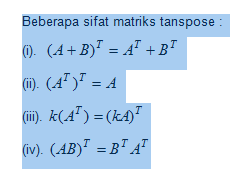 Beberapa sifat matriks tanspose :
(i). (A + B)^T = A^T + B^T
(ii). (A^T)^T = A
(iii). k(A^T) = (kA)^T
(iv). (AB)^T = B^T A^T